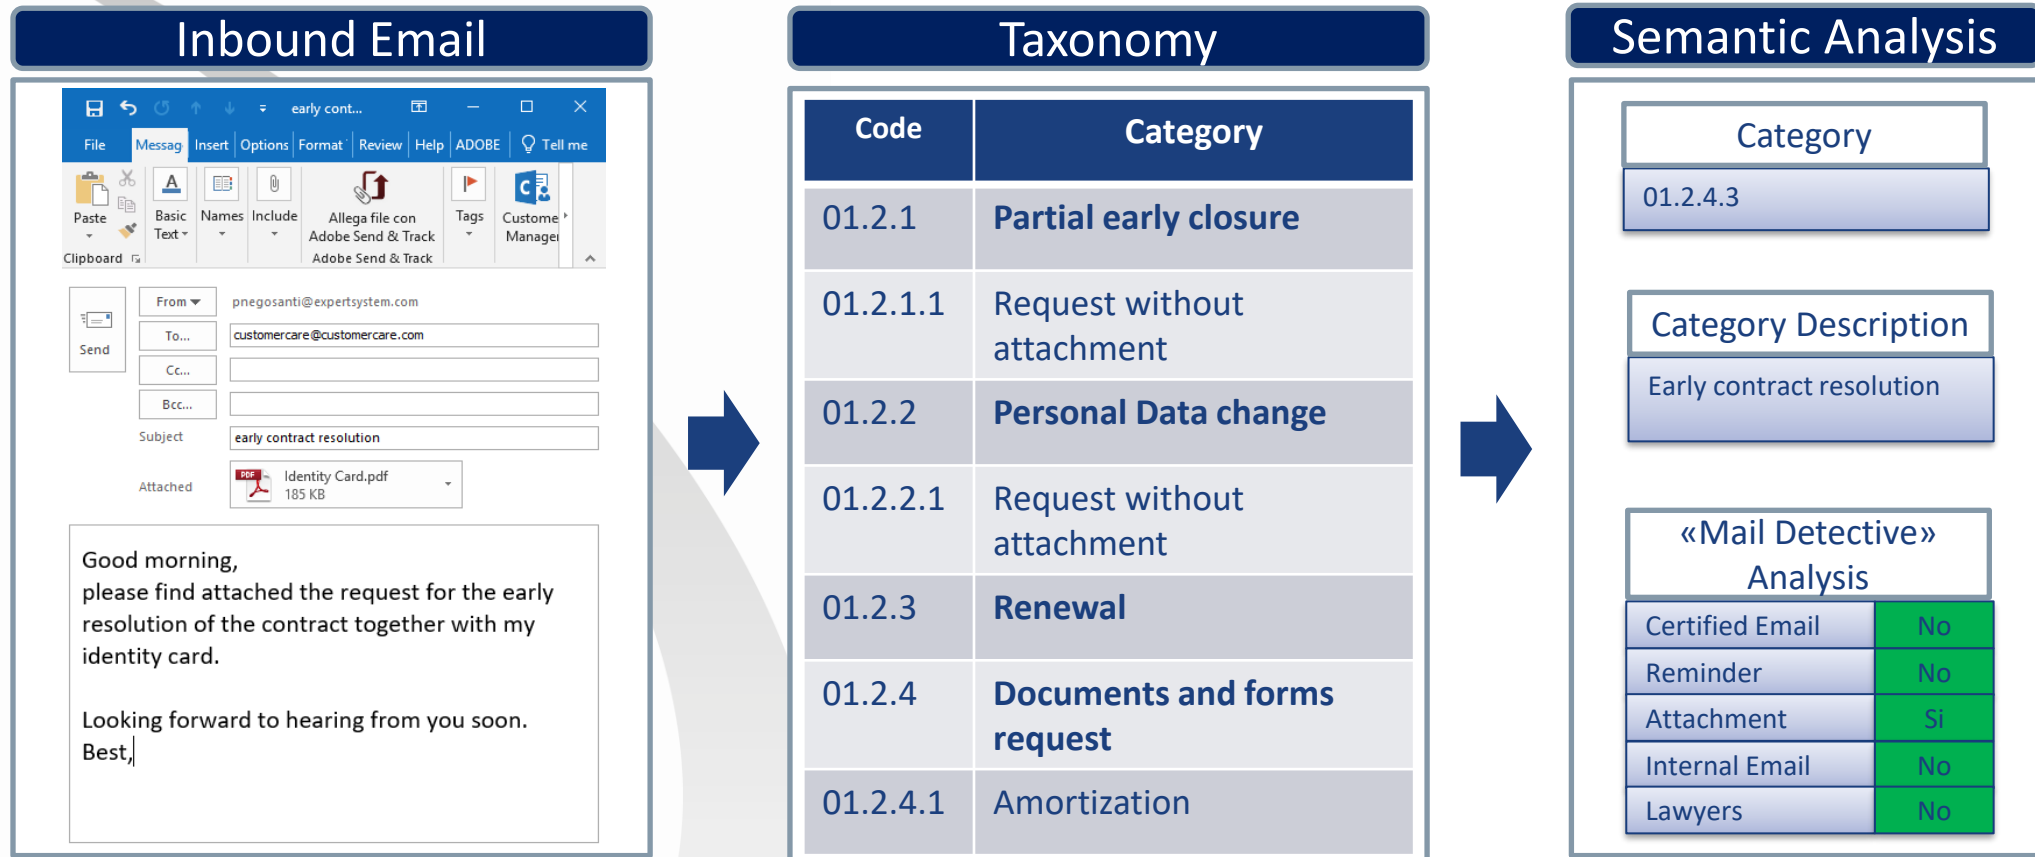 Inbound Email
early cont...
File Messag Insert Options Format Review Help ADOBE Tell me
Paste
Basic
Text
Names
Include
Allega file con
Adobe Send & Track
Tags
Custome
Manage
Clipboard
Adobe Send & Track
Send
From
pnegosanti@expertsystem.com
To...
customercare@customercare.com
Cc...
Bcc...
Subject
early contract resolution
Attached
PDF
Identity Card.pdf
185 KB
Good morning,
please find attached the request for the early
resolution of the contract together with my
identity card.
Looking forward to hearing from you soon.
Best,
Taxonomy
Code Category
01.2.1 Partial early closure
01.2.1.1 Request without
attachment
01.2.2 Personal Data change
01.2.2.1 Request without
attachment
01.2.3 Renewal
01.2.4 Documents and forms
request
01.2.4.1 Amortization
Semantic Analysis
Category
01.2.4.3
Category Description
Early contract resolution
«Mail Detective»
Analysis
Certified Email No
Reminder No
Attachment Si
Internal Email No
Lawyers No